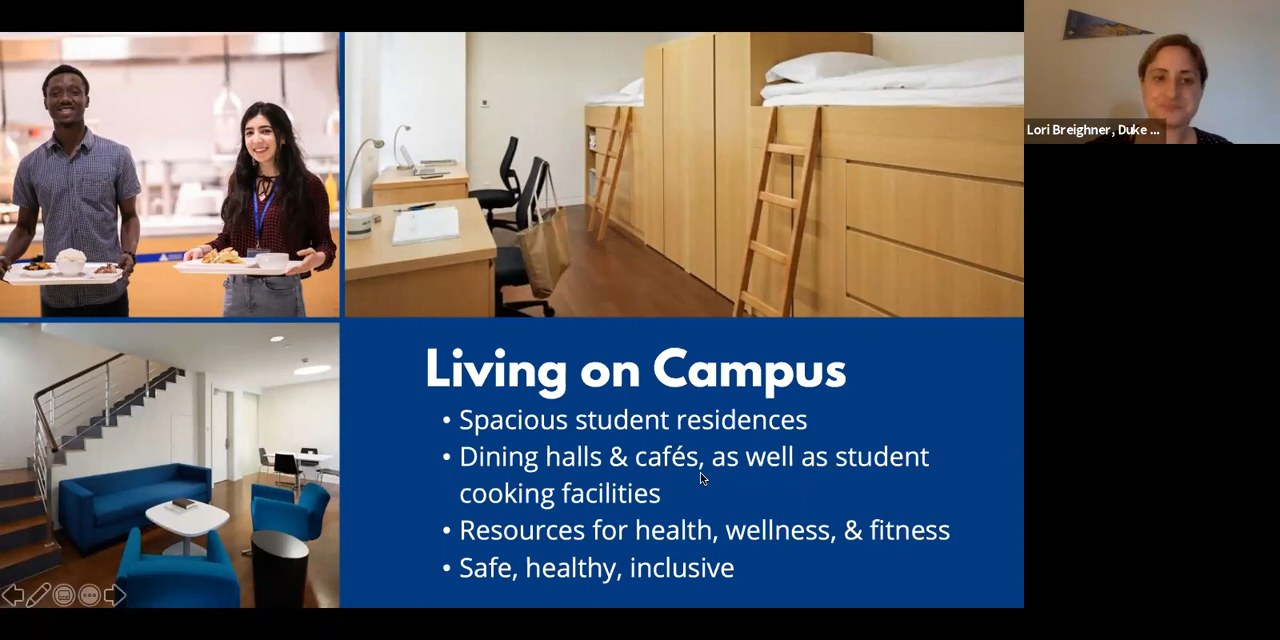 Lori Breighner, Duke ...
Living on Campus
• Spacious student residences
• Dining halls & cafés, as well as student
cooking facilities
• Resources for health, wellness, & fitness
• Safe, healthy, inclusive